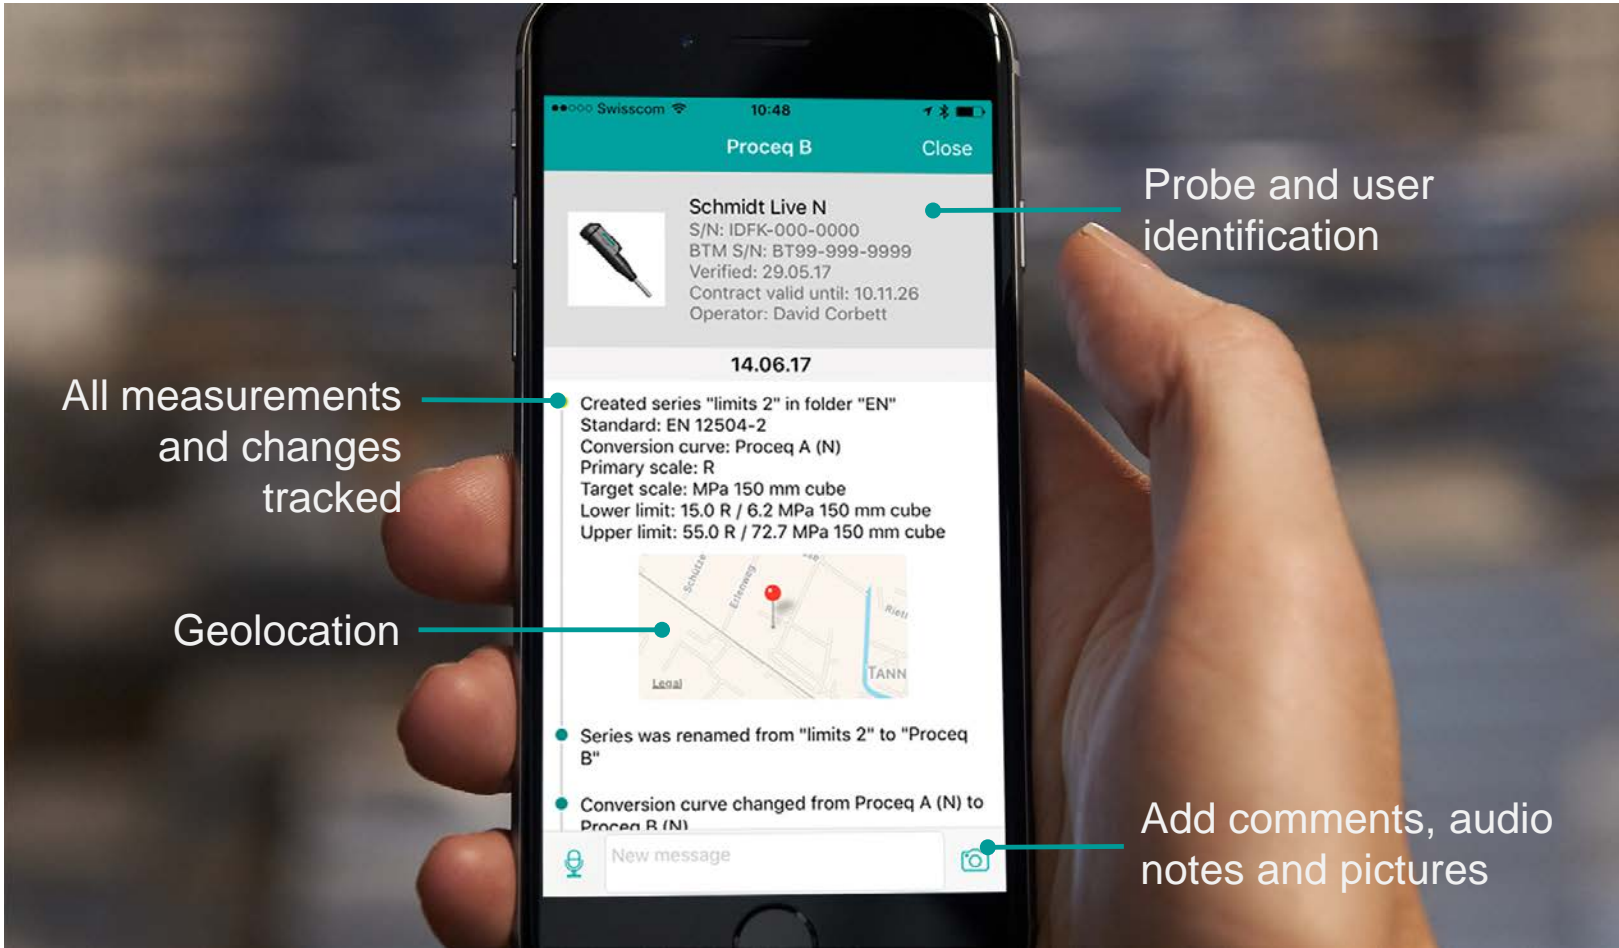 Swisscom
10:48
Proceq B
Close
Schmidt Live N
S/N: IDFK-000-0000
BTM S/N: BT99-999-9999
Verified: 29.05.17
Contract valid until: 10.11.26
Operator: David Corbett
Probe and user
identification
14.06.17
All measurements
and changes
tracked
Created series "limits 2" in folder "EN"
Standard: EN 12504-2
Conversion curve: Proceq A (N)
Primary scale: R
Target scale: MPa 150 mm cube
Lower limit: 15.0 R / 6.2 MPa 150 mm cube
Upper limit: 55.0 R / 72.7 MPa 150 mm cube
Geolocation
Schütze
Erlenweg
Rieti
TANN
Legal
Series was renamed from "limits 2" to "Proceq
B"
Conversion curve changed from Proceq A (N) to
Proceq B (N)
New message
Add comments, audio
notes and pictures